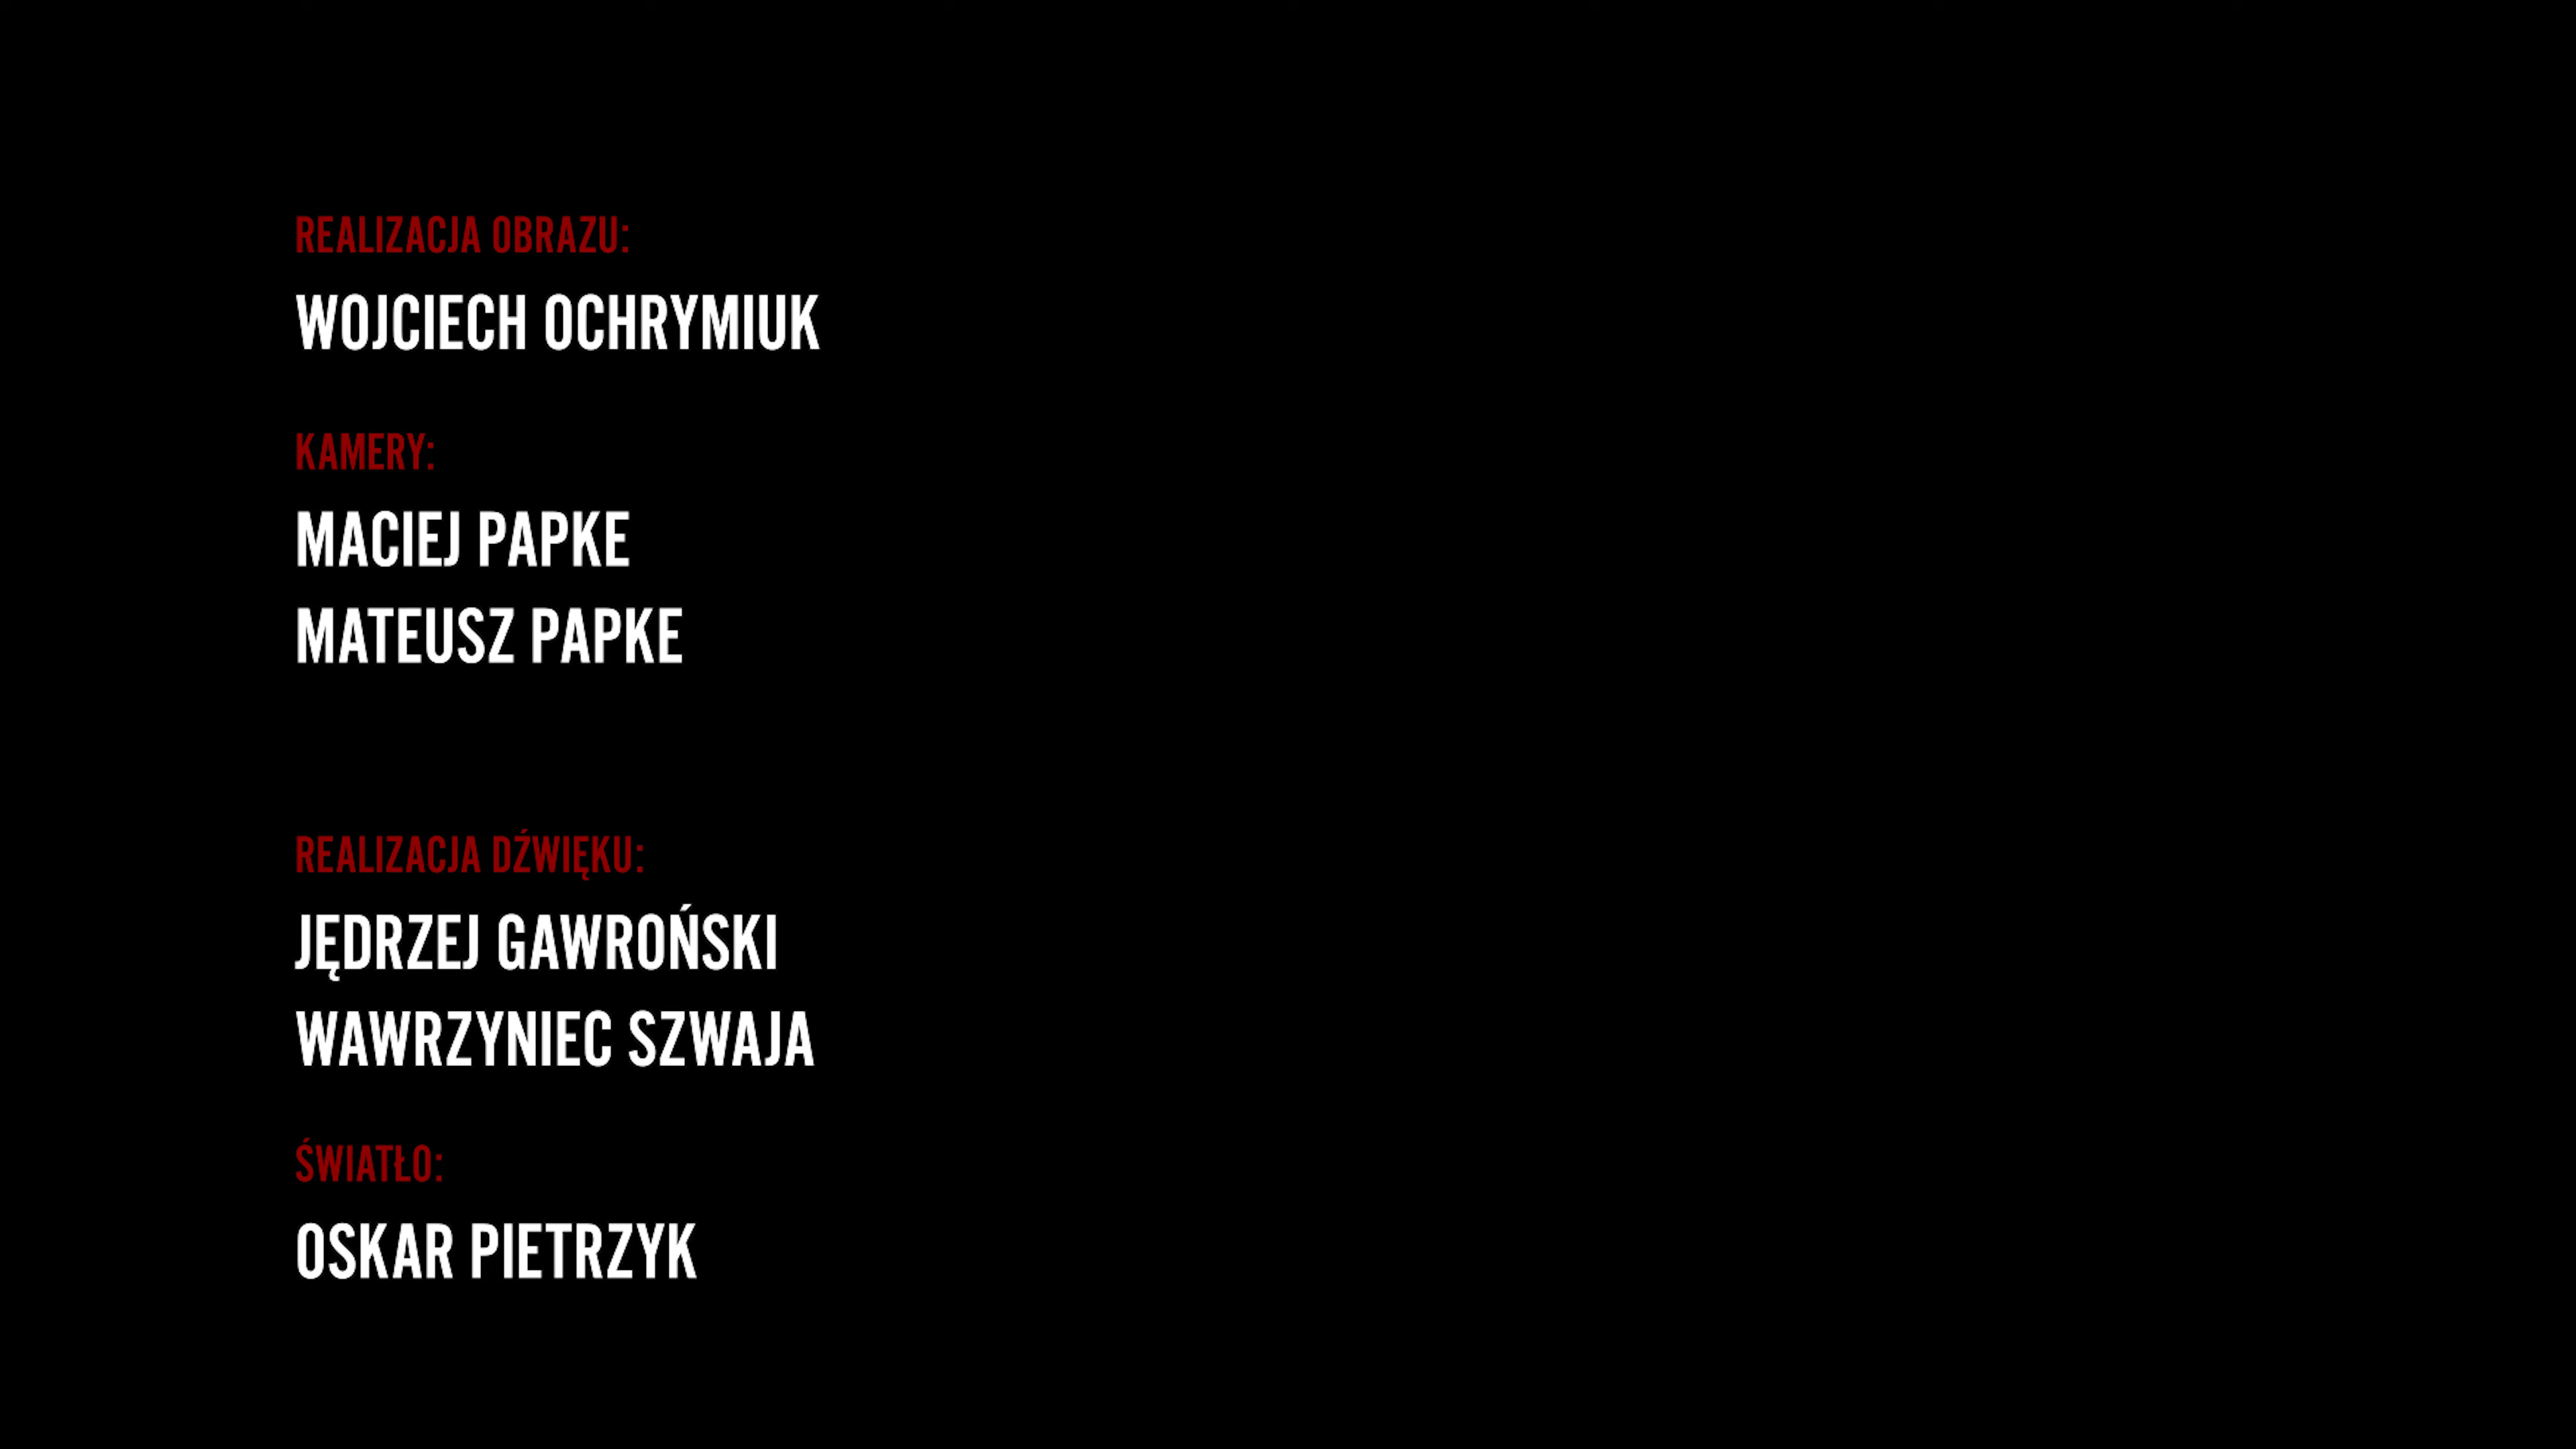 REALIZACJA OBRAZU:
WOJCIECH OCHRYMIUK
KAMERY:
MACIEJ PAPKE
MATEUSZ PAPKE
REALIZACJA DŹWIĘKU:
JĘDRZEJ GAWROŃSKI
WAWRZYNIEC SZWAJA
ŚWIATŁO:
OSKAR PIETRZYK